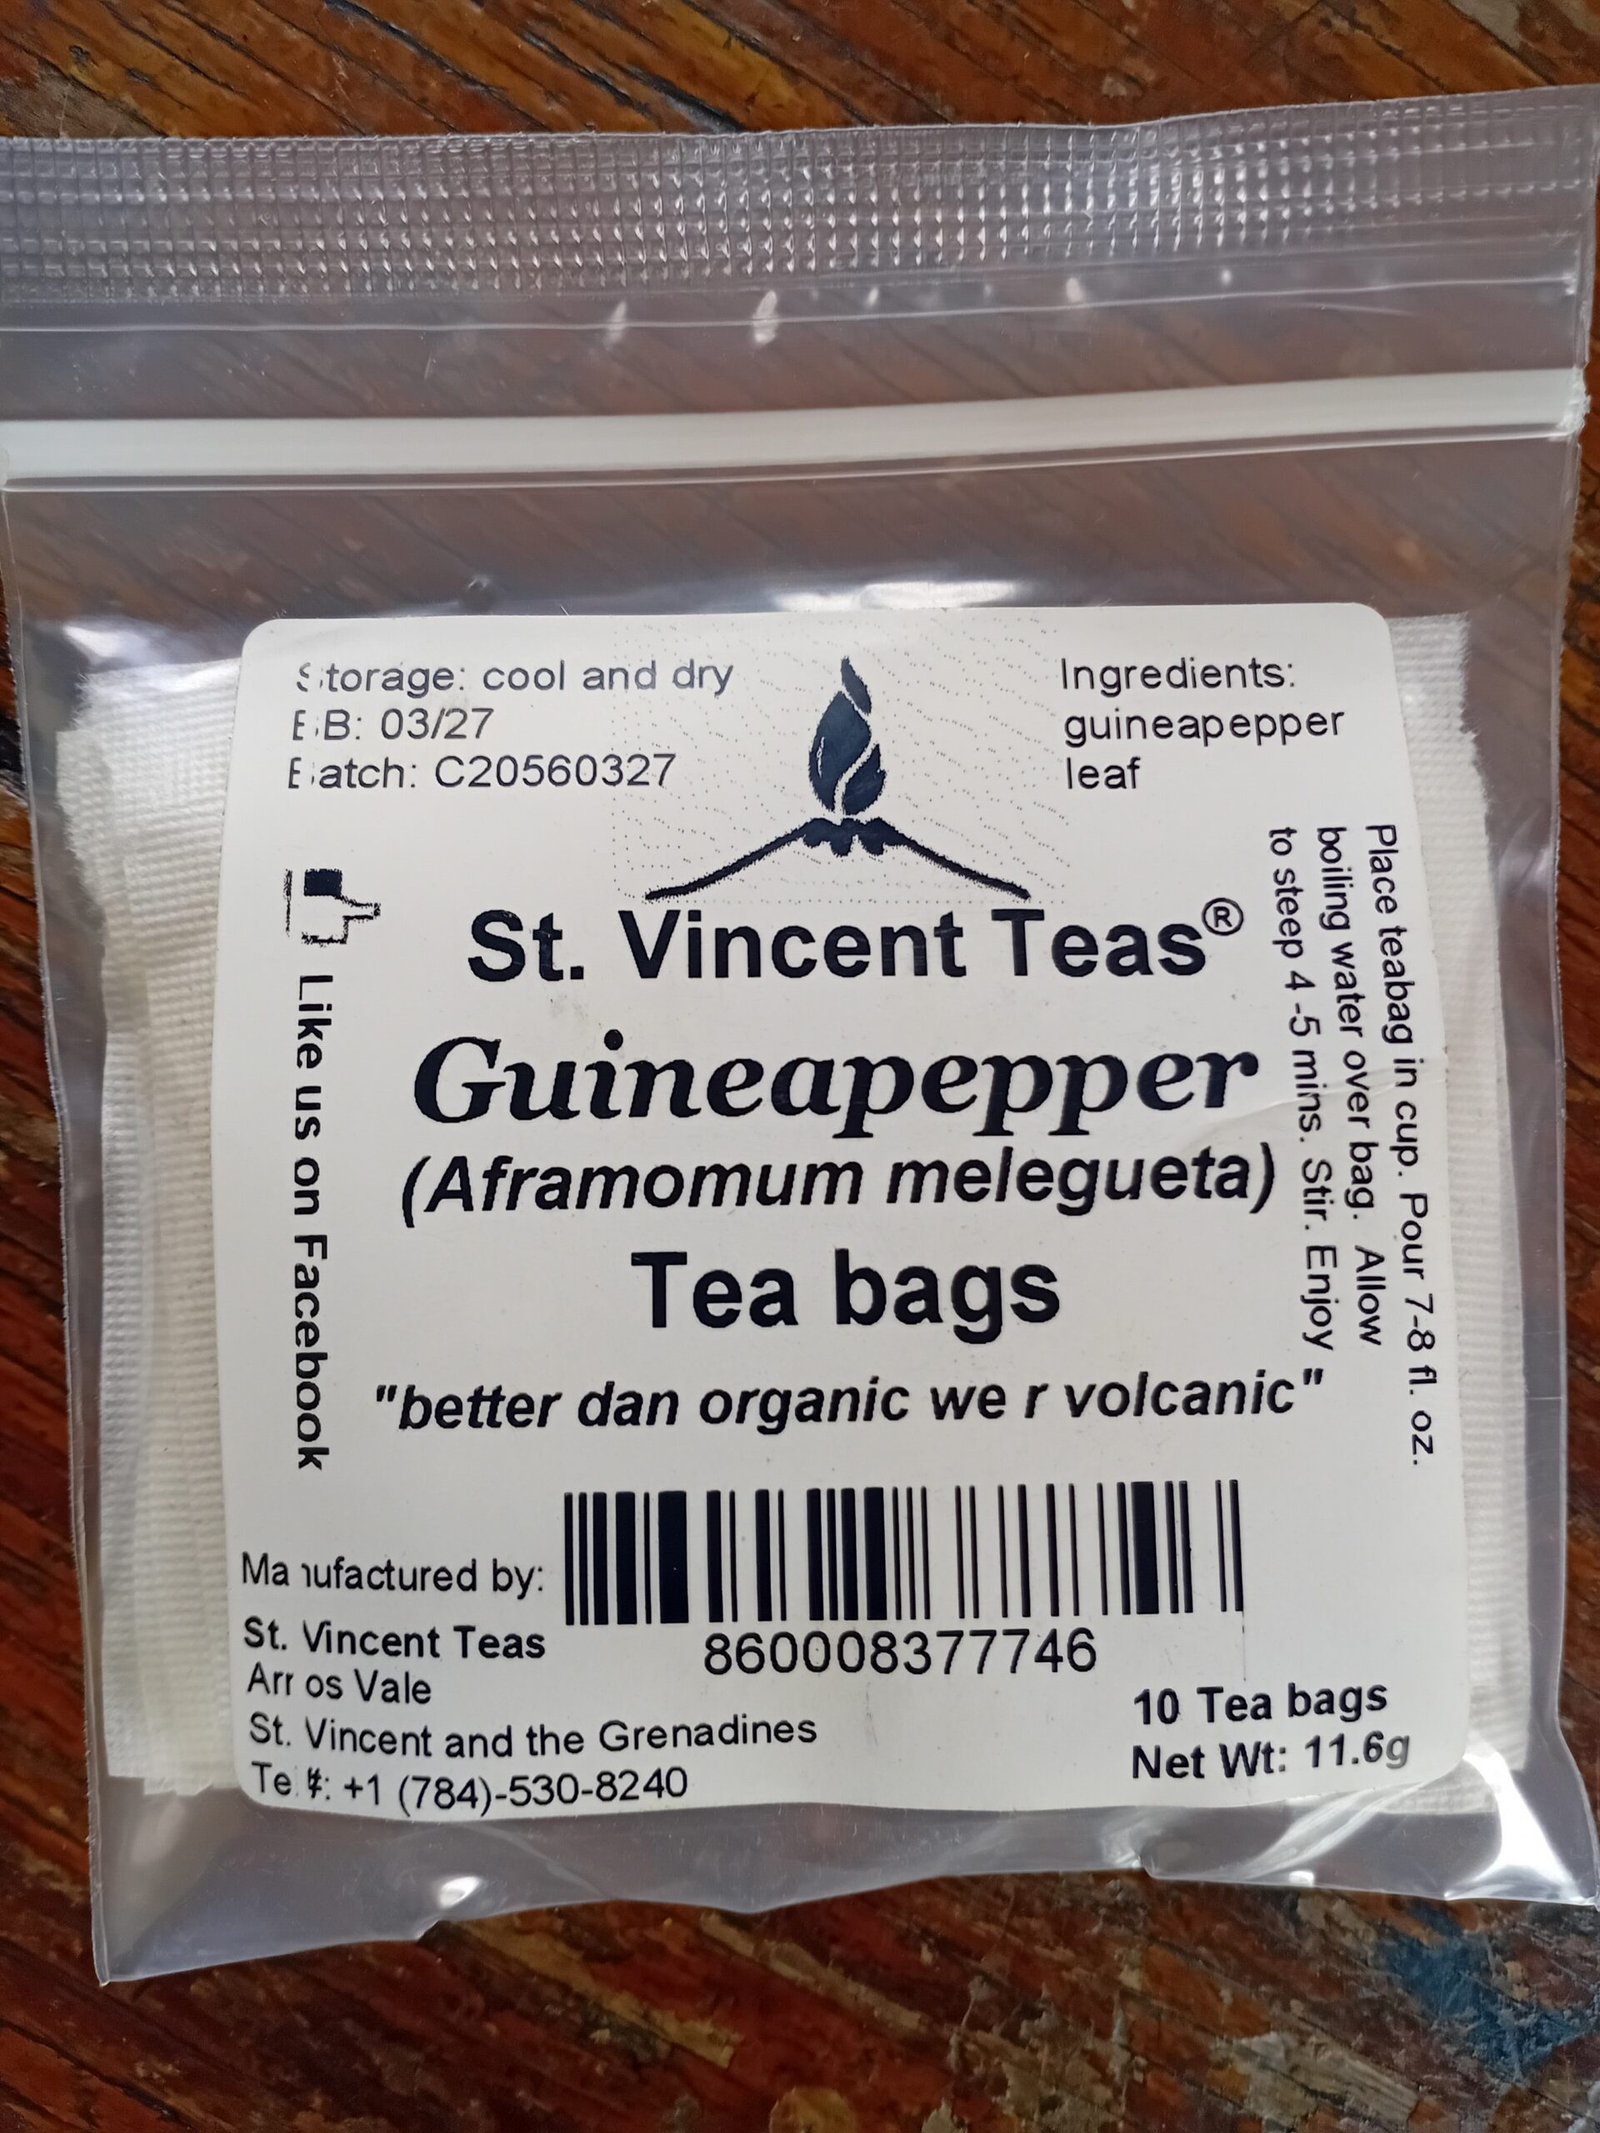 Storage: cool and dry
BB: 03/27
Batch: C20560327
Ingredients:
guineapepper
leaf
St. Vincent Teas®
Guineapepper
(Aframomum melegueta)
Tea bags
"better dan organic we r volcanic"
Like us on Facebook
Place teabag in cup. Pour 7-8 fl. oz.
boiling water over bag. Allow
to steep 4 -5 mins. Stir. Enjoy
860008377746
Manufactured by:
St. Vincent Teas
Arnos Vale
St. Vincent and the Grenadines
Tel#: +1 (784)-530-8240
10 Tea bags
Net Wt: 11.6g